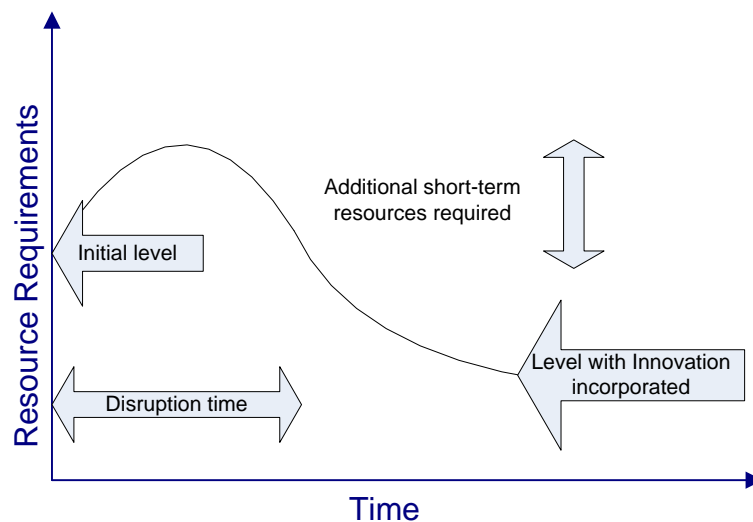 Resource Requirements
Additional short-term
resources required
Initial level
Level with Innovation
incorporated
Disruption time
Time